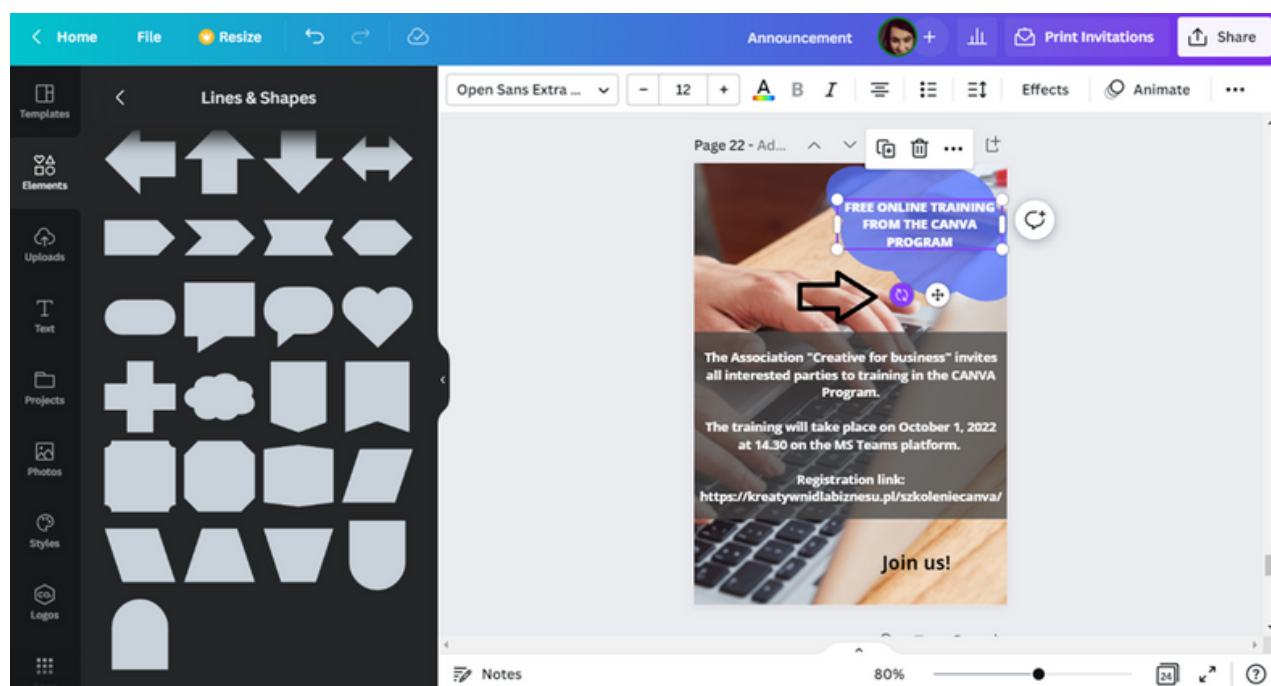 Home File Resize Announcement + Print Invitations Share
Templates
Elements
Uploads
Text
Projects
Photos
Styles
CO.
Logos
Lines & Shapes
Open Sans Extra ... - 12 + A B I Effects Animate ...
Page 22 - Ad...
FREE ONLINE TRAINING
FROM THE CANVA
PROGRAM
The Association "Creative for business" invites
all interested parties to training in the CANVA
Program.
The training will take place on October 1, 2022
at 14.30 on the MS Teams platform.
Registration link:
https://kreatywnidlabiznesu.pl/szkoleniecanva/
Join us!
Notes 80% 24 ?